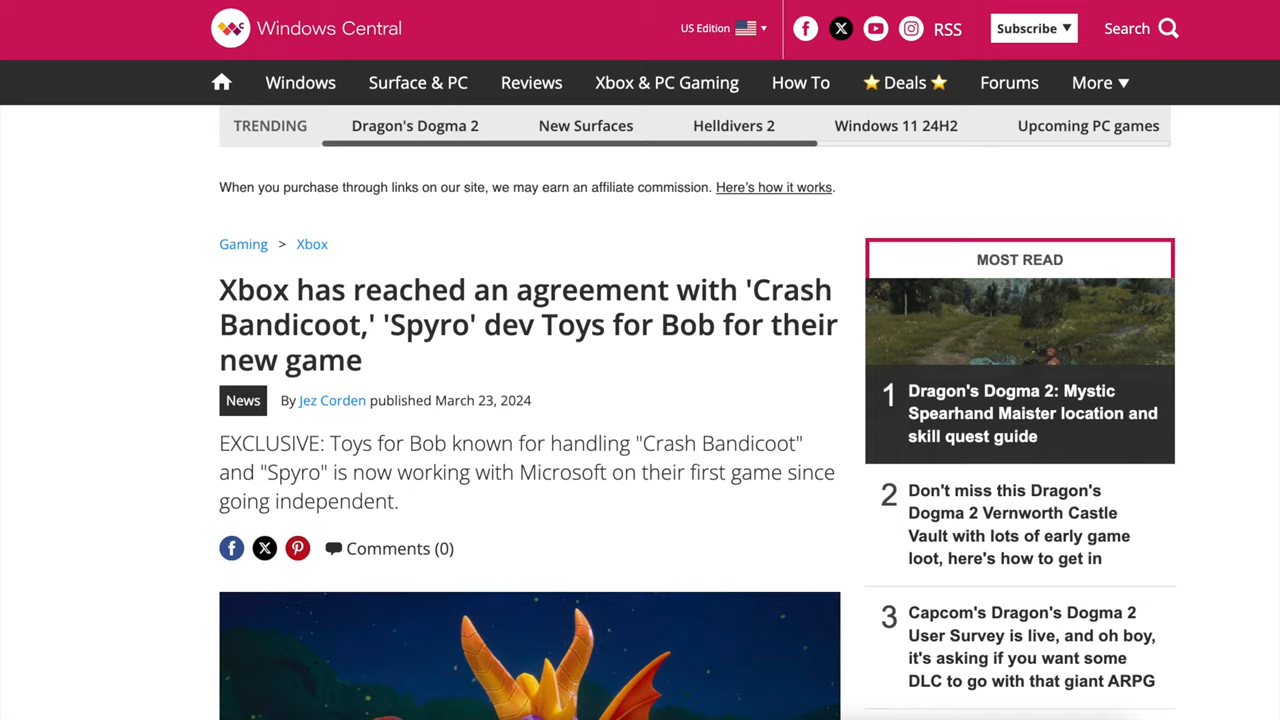 Windows Central
US Edition
RSS
Subscribe
Search
Windows
Surface & PC
Reviews
Xbox & PC Gaming
How To
Deals
Forums
More
TRENDING
Dragon's Dogma 2
New Surfaces
Helldivers 2
Windows 11 24H2
Upcoming PC games
When you purchase through links on our site, we may earn an affiliate commission. Here's how it works.
Gaming > Xbox
Xbox has reached an agreement with 'Crash
Bandicoot,' 'Spyro' dev Toys for Bob for their
new game
News
By Jez Corden published March 23, 2024
EXCLUSIVE: Toys for Bob known for handling "Crash Bandicoot"
and "Spyro" is now working with Microsoft on their first game since
going independent.
Comments (0)
MOST READ
1
Dragon's Dogma 2: Mystic
Spearhand Maister location and
skill quest guide
2
Don't miss this Dragon's
Dogma 2 Vernworth Castle
Vault with lots of early game
loot, here's how to get in
3
Capcom's Dragon's Dogma 2
User Survey is live, and oh boy,
it's asking if you want some
DLC to go with that giant ARPG